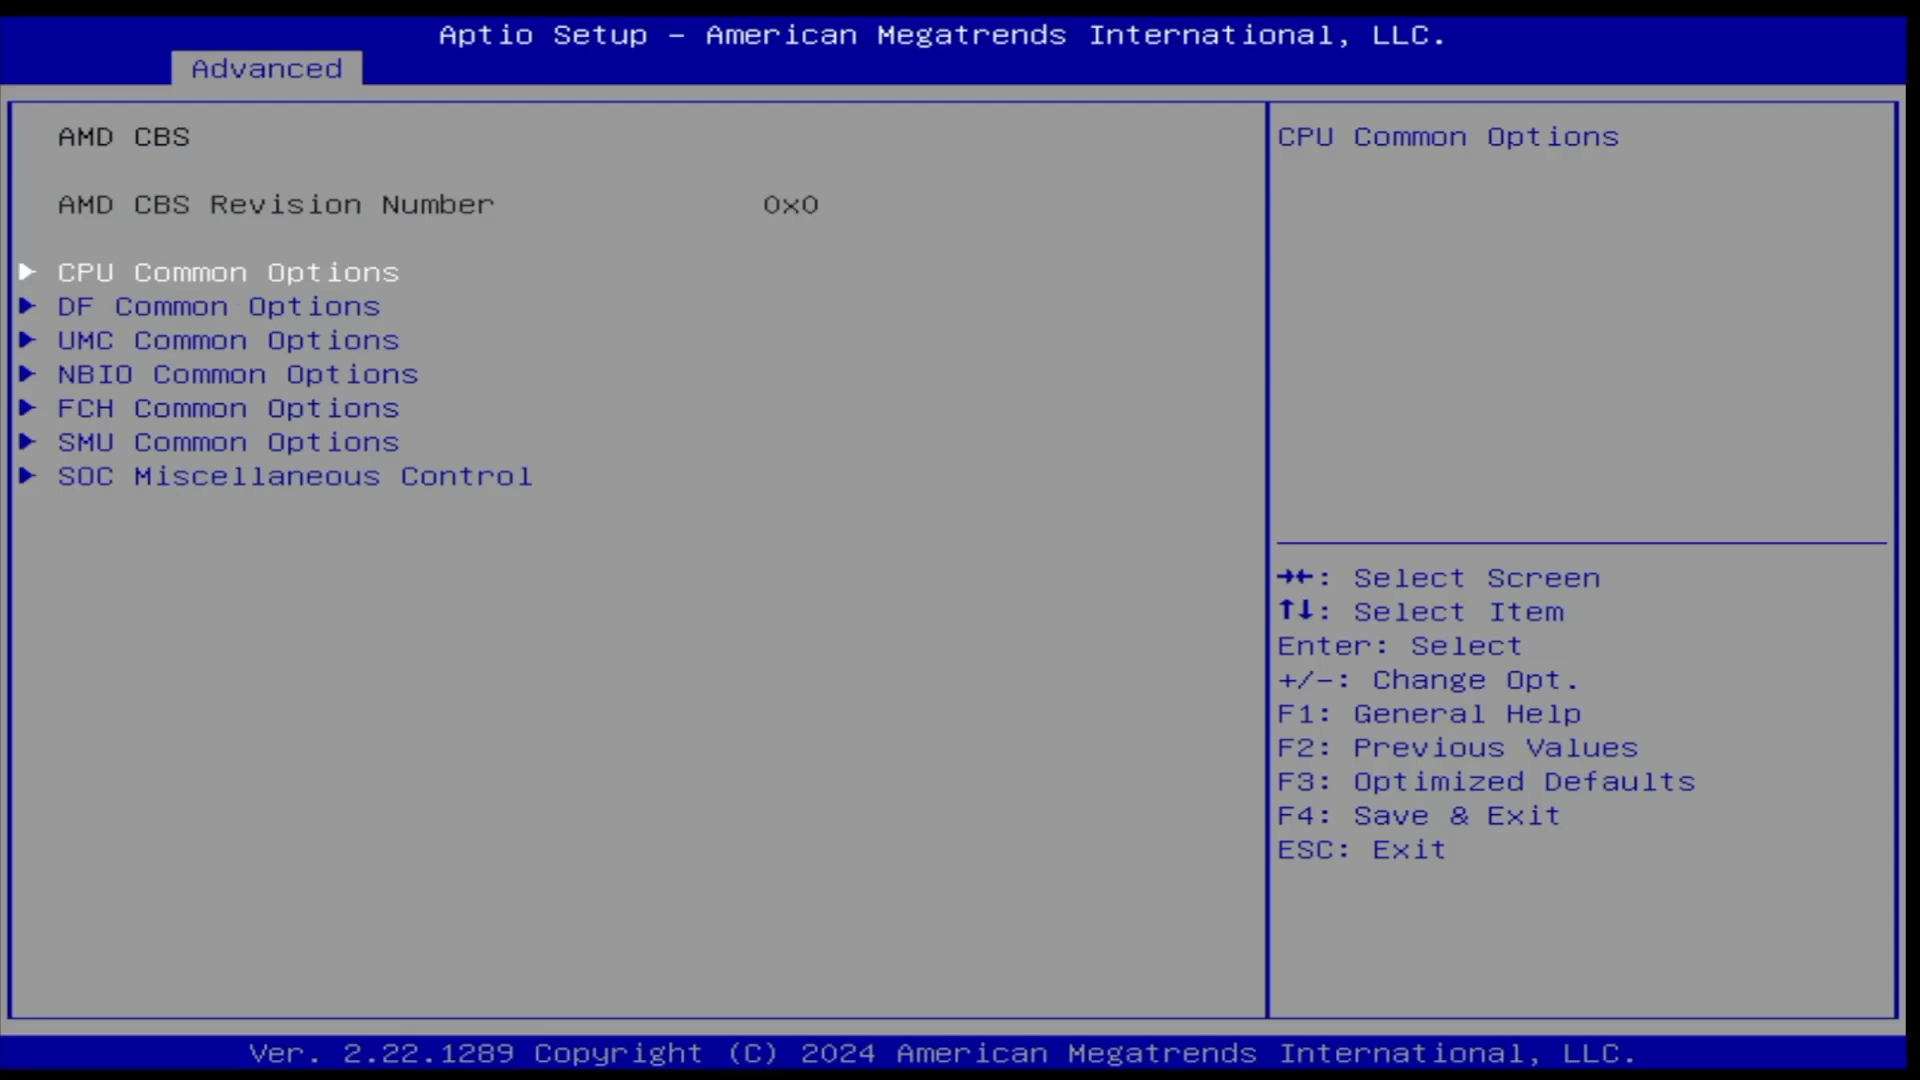 Aptio Setup - American Megatrends International, LLC.
Advanced
AMD CBS
AMD CBS Revision Number 0x0
CPU Common Options
DF Common Options
UMC Common Options
NBIO Common Options
FCH Common Options
SMU Common Options
SOC Miscellaneous Control
CPU Common Options
→←: Select Screen
↑↓: Select Item
Enter: Select
+/-: Change Opt.
F1: General Help
F2: Previous Values
F3: Optimized Defaults
F4: Save & Exit
ESC: Exit
Ver. 2.22.1289 Copyright (C) 2024 American Megatrends International, LLC.